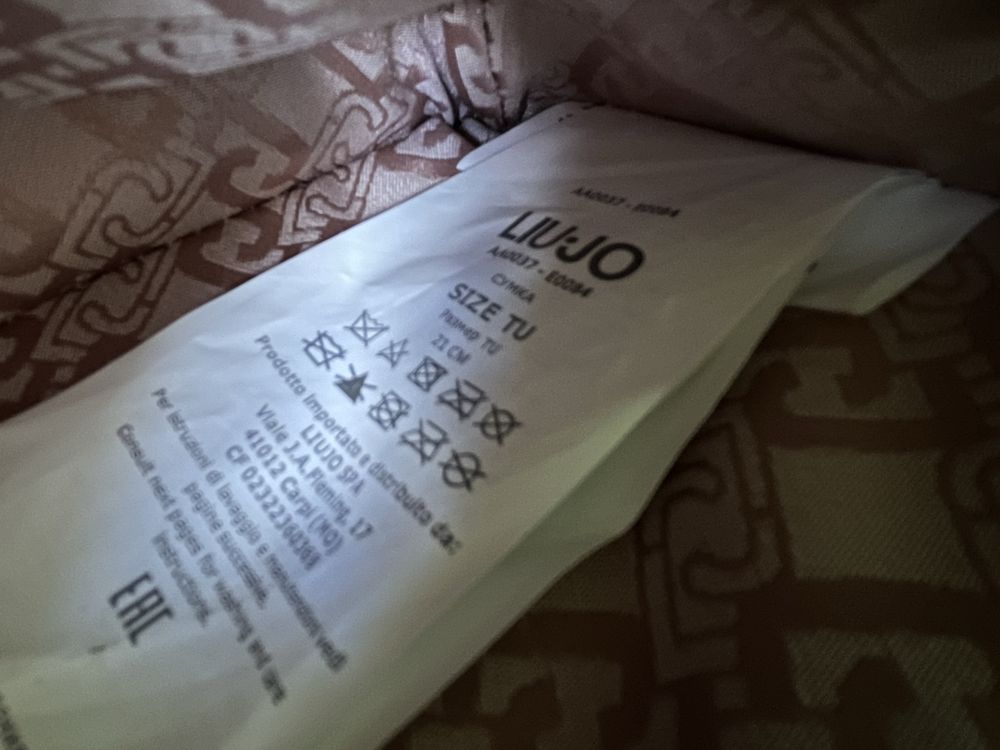 AA0037 - E0084
LIU·JO
AA0037 - E0084
СУМКА
SIZE TU
Размер TU
21 CM
Prodotto importato e distribuito da:
LIUJO SPA
Viale J.A.Fleming, 17
41012 Carpi (MO)
CF
Per istruzioni di lavaggio e manutenzione vedi
pagine successive.
Consult next pages for washing and care
instructions.
EAC